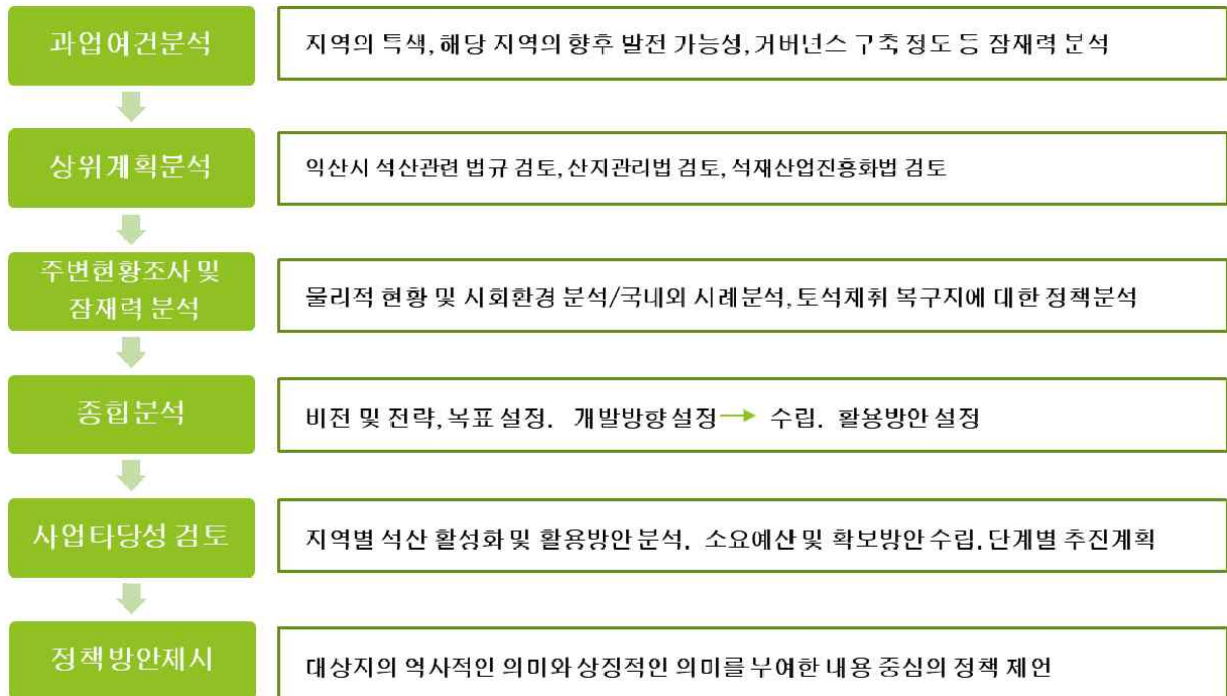 과업여건분석
지역의 특색, 해당 지역의 향후 발전 가능성, 거버넌스 구축 정도 등 잠재력 분석
상위계획분석
익산시 석산관련 법규 검토, 산지관리법 검토, 석재산업진흥화법 검토
주변현황조사 및
잠재력 분석
물리적 현황 및 사회환경 분석/국내외 사례분석, 토석채취 복구지에 대한 정책분석
종합분석
비전 및 전략, 목표 설정. 개발방향 설정→ 수립. 활용방안 설정
사업타당성 검토
지역별 석산 활성화 및 활용방안 분석. 소요예산 및 확보방안 수립. 단계별 추진계획
정책방안제시
대상지의 역사적인 의미와 상징적인 의미를 부여한 내용 중심의 정책 제언